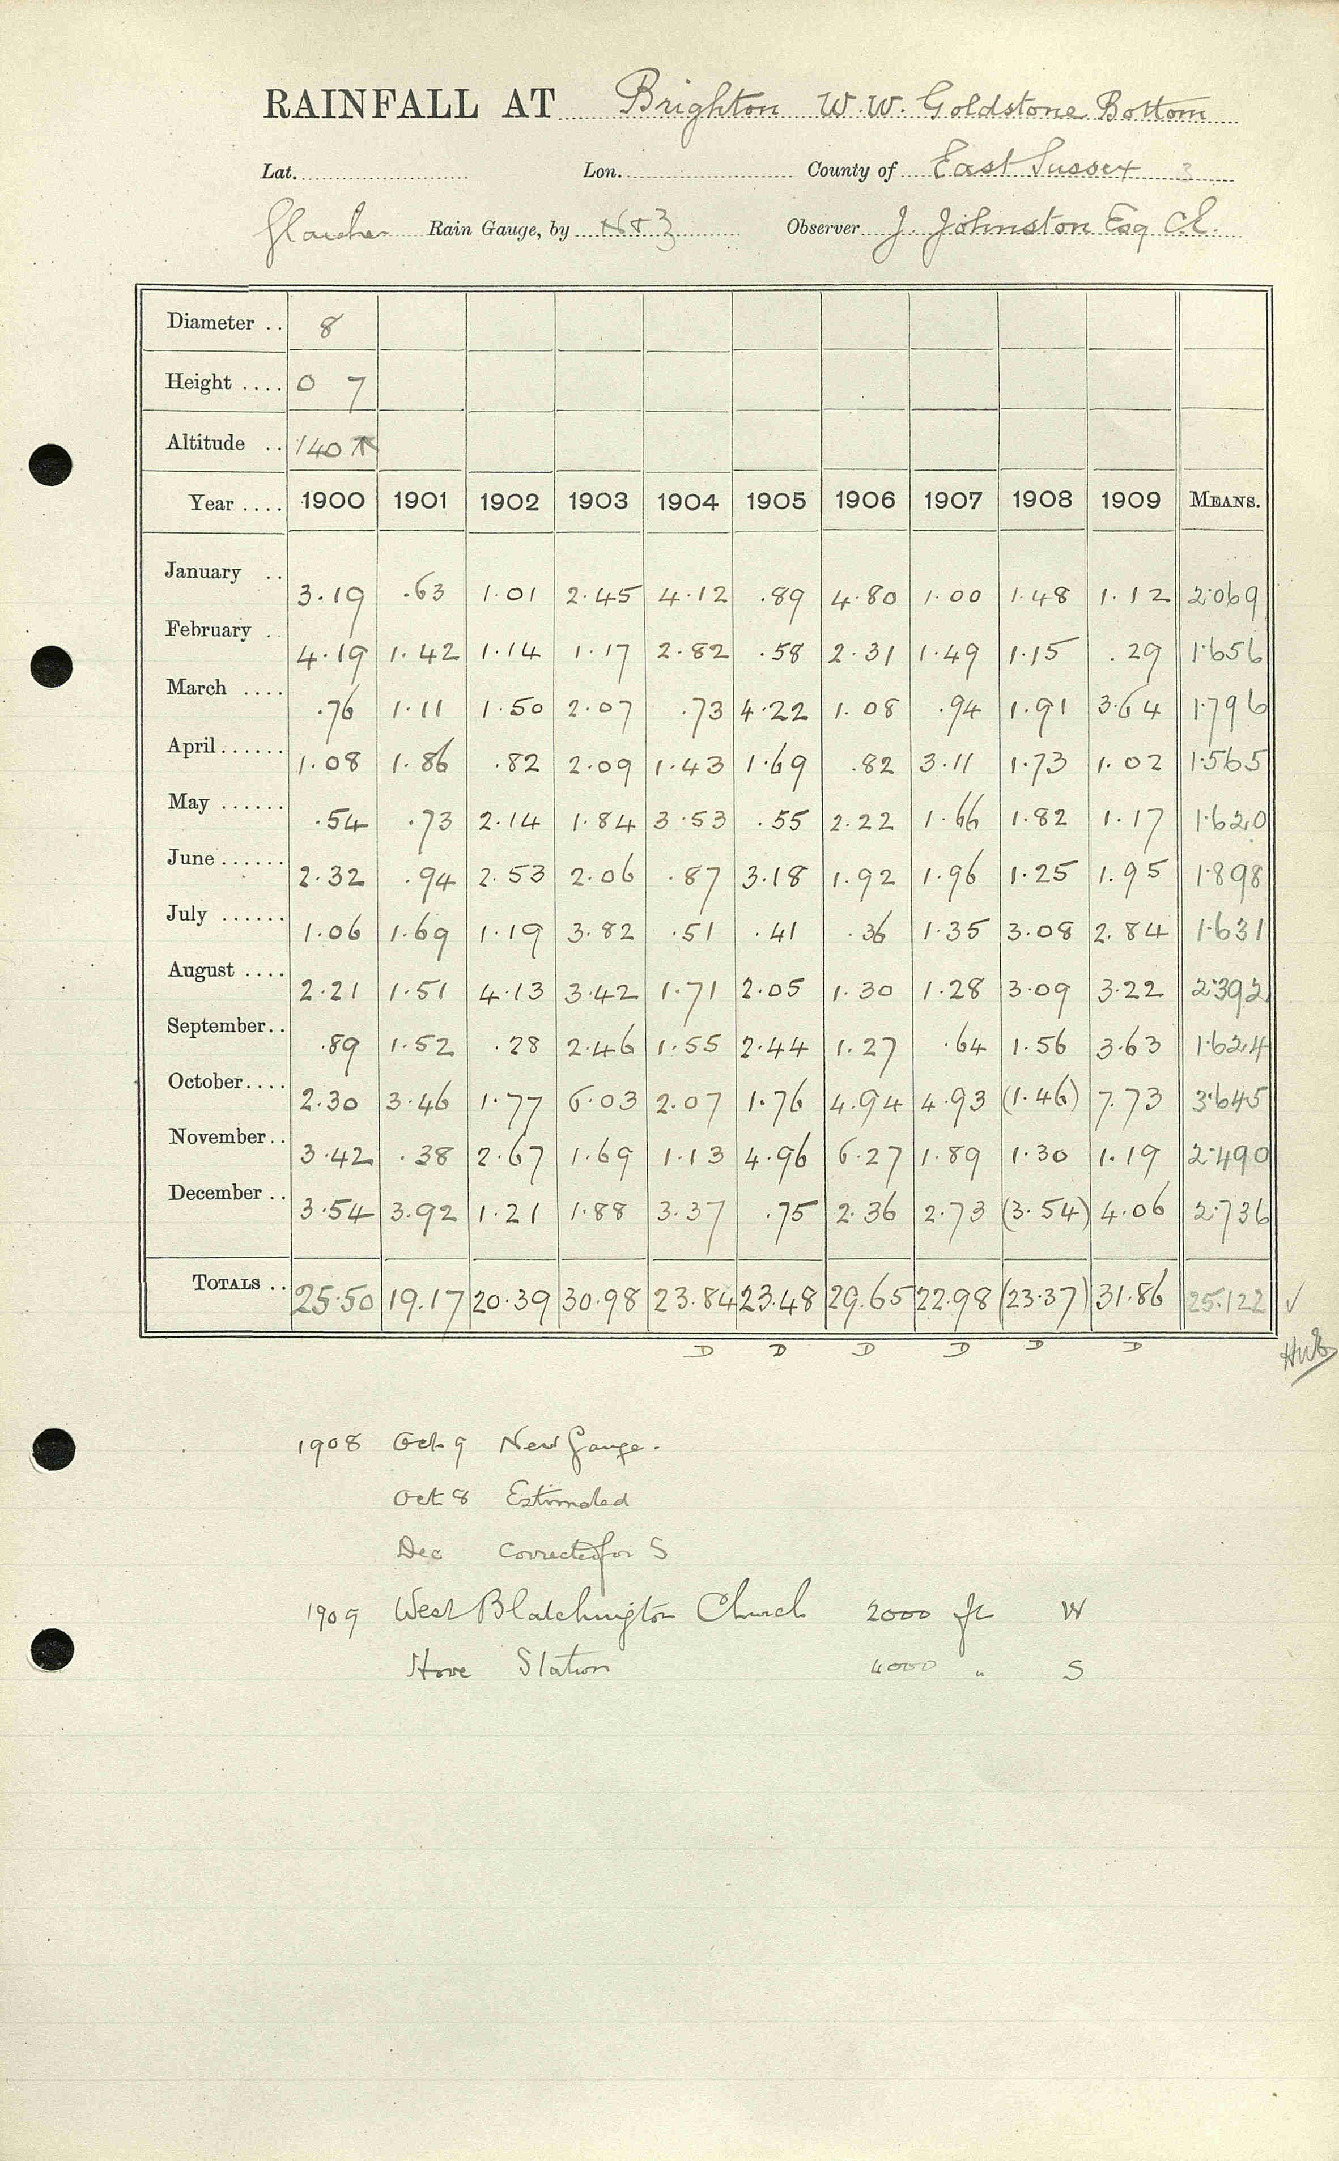 RAINFALL AT Brighton W.W. Goldstone Bottom
Lat. Lon. County of East Sussex 3
Glaisher Rain Gauge, by N & Z Observer J. Johnston Esq C.E.
Diameter .. 8
Height .... 0 7
Altitude .. 140
Year .... 1900 1901 1902 1903 1904 1905 1906 1907 1908 1909 MEANS.
January .. 3.19 .63 1.01 2.45 4.12 .89 4.80 1.00 1.48 1.12 2.069
February .. 4.19 1.42 1.14 1.17 2.82 .58 2.31 1.49 1.15 .29 1.656
March .... .76 1.11 1.50 2.07 .73 4.22 1.08 .94 1.91 3.64 1.796
April ...... 1.08 1.86 .82 2.09 1.43 1.69 .82 3.11 1.73 1.02 1.565
May ...... .54 .73 2.14 1.84 3.53 .55 2.22 1.66 1.82 1.17 1.620
June ...... 2.32 .94 2.53 2.06 .87 3.18 1.92 1.96 1.25 1.95 1.898
July ...... 1.06 1.69 1.19 3.82 .51 .41 .36 1.35 3.08 2.84 1.631
August .... 2.21 1.51 4.13 3.42 1.71 2.05 1.30 1.28 3.09 3.22 2.392
September.. .89 1.52 .28 2.46 1.55 2.44 1.27 .64 1.56 3.63 1.624
October.... 2.30 3.46 1.77 6.03 2.07 1.76 4.94 4.93 (1.46) 7.73 3.645
November.. 3.42 .38 2.67 1.69 1.13 4.96 6.27 1.89 1.30 1.19 2.490
December .. 3.54 3.92 1.21 1.88 3.37 .75 2.36 2.73 (3.54) 4.06 2.736
TOTALS .. 25.50 19.17 20.39 30.98 23.84 23.48 29.65 22.98 (23.37) 31.86 25.122 ✓
D D D D D D
1908 Oct 9 New Gauge.
Oct 8 Estimated
Dec Corrected for S
1909 West Blatchington Church 2000 ft W
Hove Station 4000 " S